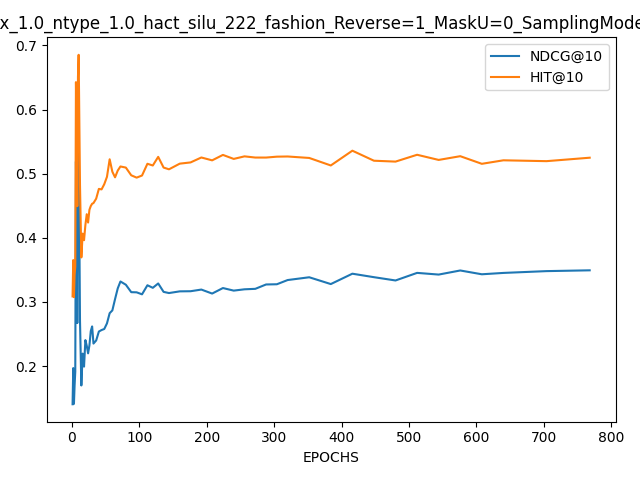 x_1.0_ntype_1.0_hact_silu_222_fashion_Reverse=1_MaskU=0_SamplingMode
NDCG@10
HIT@10
0.7
0.6
0.5
0.4
0.3
0.2
0 100 200 300 400 500 600 700 800
EPOCHS